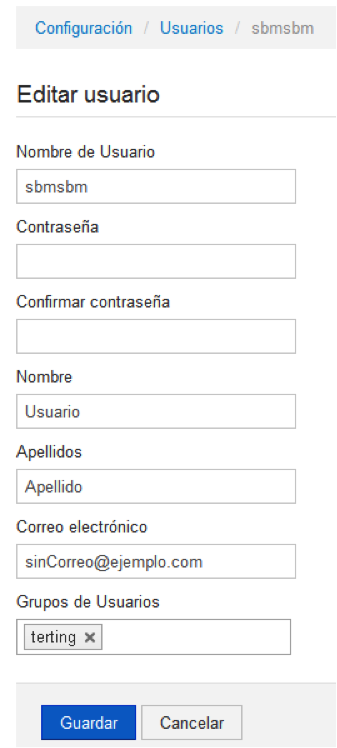 Configuración / Usuarios / sbmsbm
Editar usuario
Nombre de Usuario
sbmsbm
Contraseña
Confirmar contraseña
Nombre
Usuario
Apellidos
Apellido
Correo electrónico
sinCorreo@ejemplo.com
Grupos de Usuarios
terting ×
Guardar Cancelar